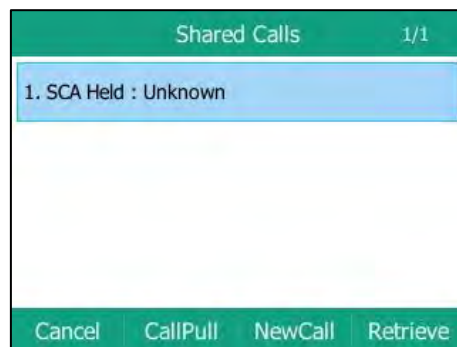 Shared Calls 1/1
1. SCA Held : Unknown
Cancel CallPull NewCall Retrieve